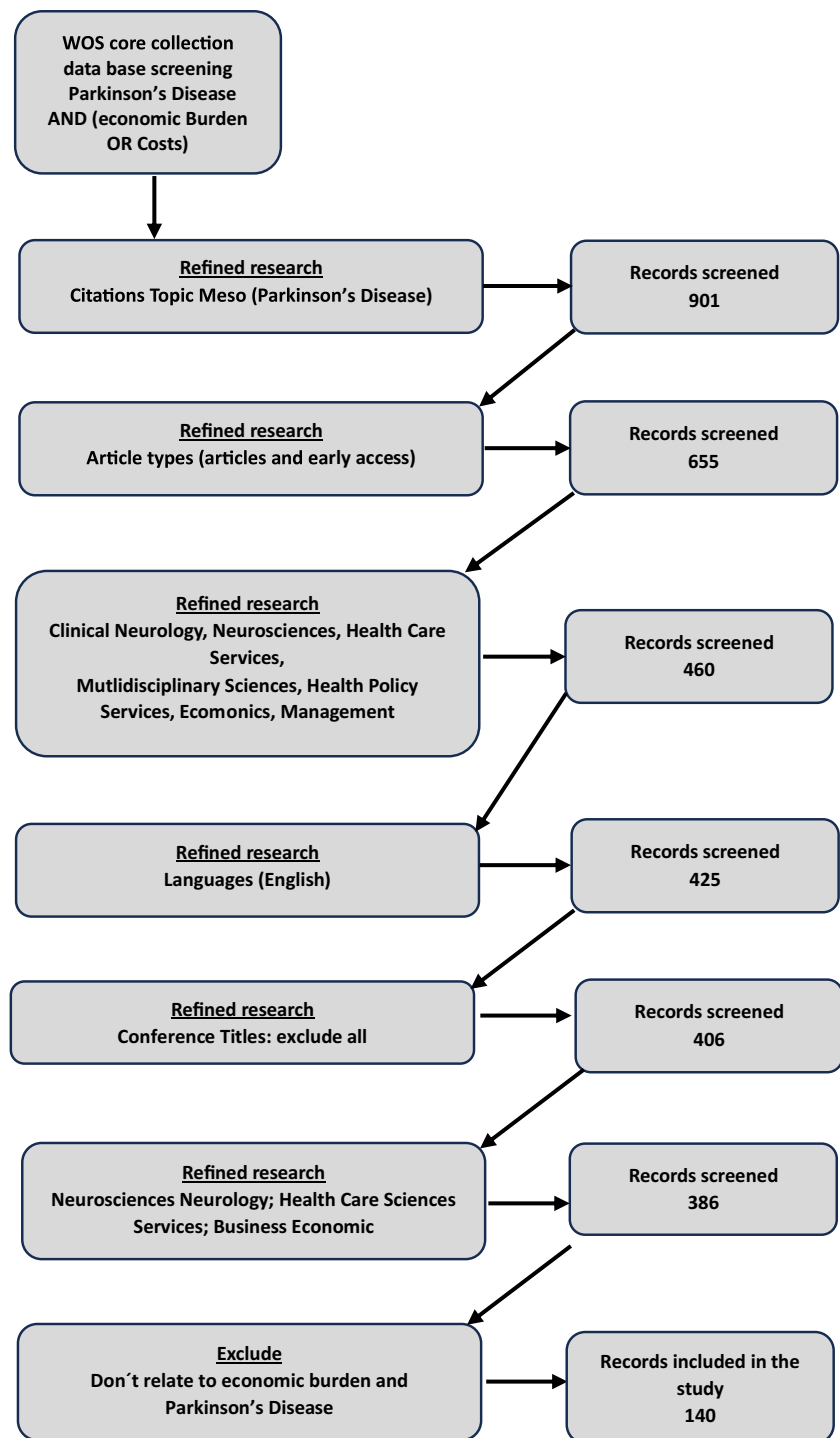 WOS core collection
data base screening
Parkinson's Disease
AND (economic Burden
OR Costs)
Refined research
Citations Topic Meso (Parkinson's Disease)
Records screened
901
Refined research
Article types (articles and early access)
Records screened
655
Refined research
Clinical Neurology, Neurosciences, Health Care
Services,
Mutlidisciplinary Sciences, Health Policy
Services, Ecomonics, Management
Records screened
460
Refined research
Languages (English)
Records screened
425
Refined research
Conference Titles: exclude all
Records screened
406
Refined research
Neurosciences Neurology; Health Care Sciences
Services; Business Economic
Records screened
386
Exclude
Don´t relate to economic burden and
Parkinson's Disease
Records included in the
study
140